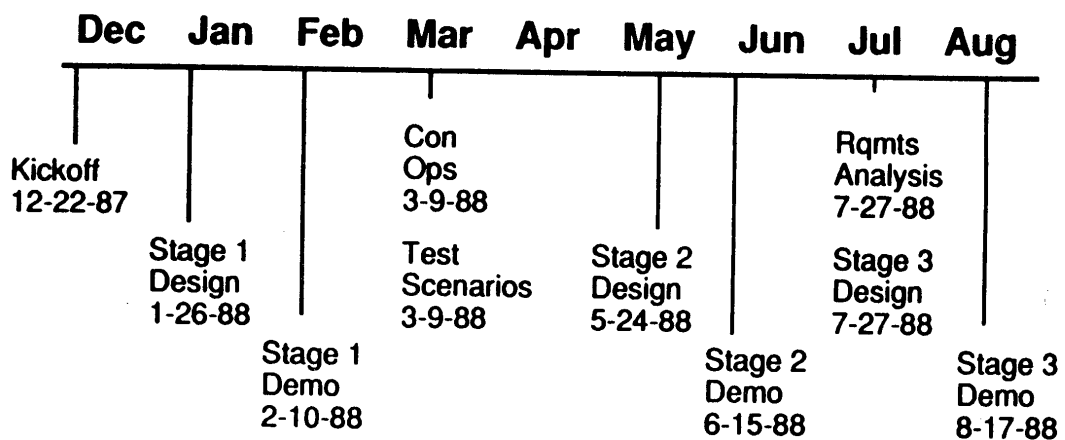 Dec Jan Feb Mar Apr May Jun Jul Aug
Kickoff
12-22-87
Stage 1
Design
1-26-88
Stage 1
Demo
2-10-88
Con
Ops
3-9-88
Test
Scenarios
3-9-88
Stage 2
Design
5-24-88
Stage 2
Demo
6-15-88
Rqmts
Analysis
7-27-88
Stage 3
Design
7-27-88
Stage 3
Demo
8-17-88